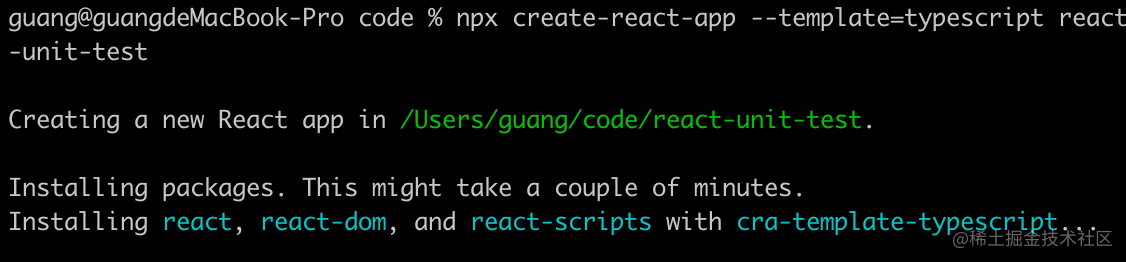 guang@guangdeMacBook-Pro code % npx create-react-app --template=typescript react
-unit-test
Creating a new React app in /Users/guang/code/react-unit-test.
Installing packages. This might take a couple of minutes.
Installing react, react-dom, and react-scripts with cra-template-typescript...
@稀土掘金技术社区